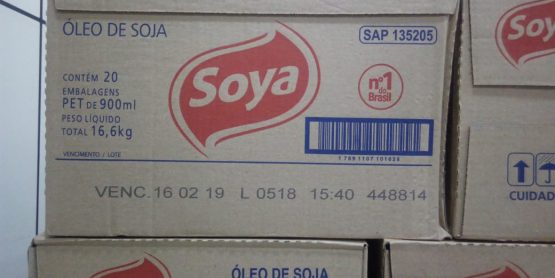 ÓLEO DE SOJA
SAP 135205
Soya
nº1
do
Brasil
CONTÉM 20
EMBALAGENS
PET DE 900ml
PESO LÍQUIDO
TOTAL 16,6kg
VENCIMENTO / LOTE
VENC. 16 02 19 L 0518 15:40 448814
Soy
CUIDAD
Soya
ÓLEO DE SOJA